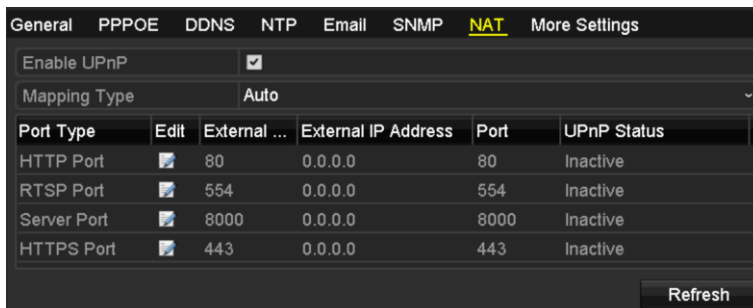 General PPPOE DDNS NTP Email SNMP NAT More Settings
Enable UPnP
Mapping Type Auto
Port Type Edit External ... External IP Address Port UPnP Status
HTTP Port 80 0.0.0.0 80 Inactive
RTSP Port 554 0.0.0.0 554 Inactive
Server Port 8000 0.0.0.0 8000 Inactive
HTTPS Port 443 0.0.0.0 443 Inactive
Refresh